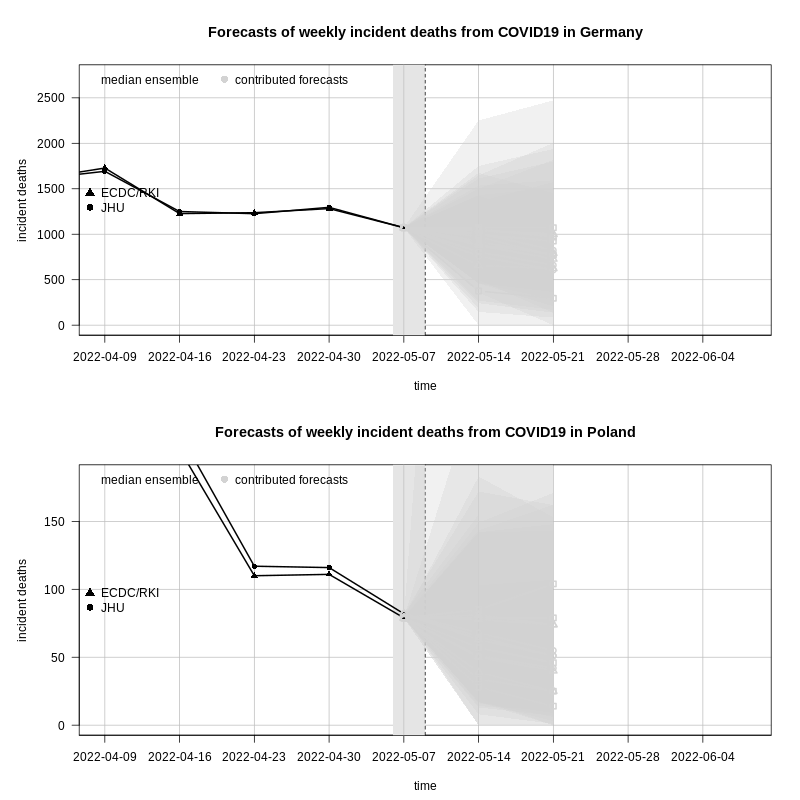 Forecasts of weekly incident deaths from COVID19 in Germany
median ensemble contributed forecasts
2500
2000
1500
1000
500
0
incident deaths
ECDC/RKI
JHU
2022-04-09 2022-04-16 2022-04-23 2022-04-30 2022-05-07 2022-05-14 2022-05-21 2022-05-28 2022-06-04
time
Forecasts of weekly incident deaths from COVID19 in Poland
median ensemble contributed forecasts
150
100
50
0
incident deaths
ECDC/RKI
JHU
2022-04-09 2022-04-16 2022-04-23 2022-04-30 2022-05-07 2022-05-14 2022-05-21 2022-05-28 2022-06-04
time